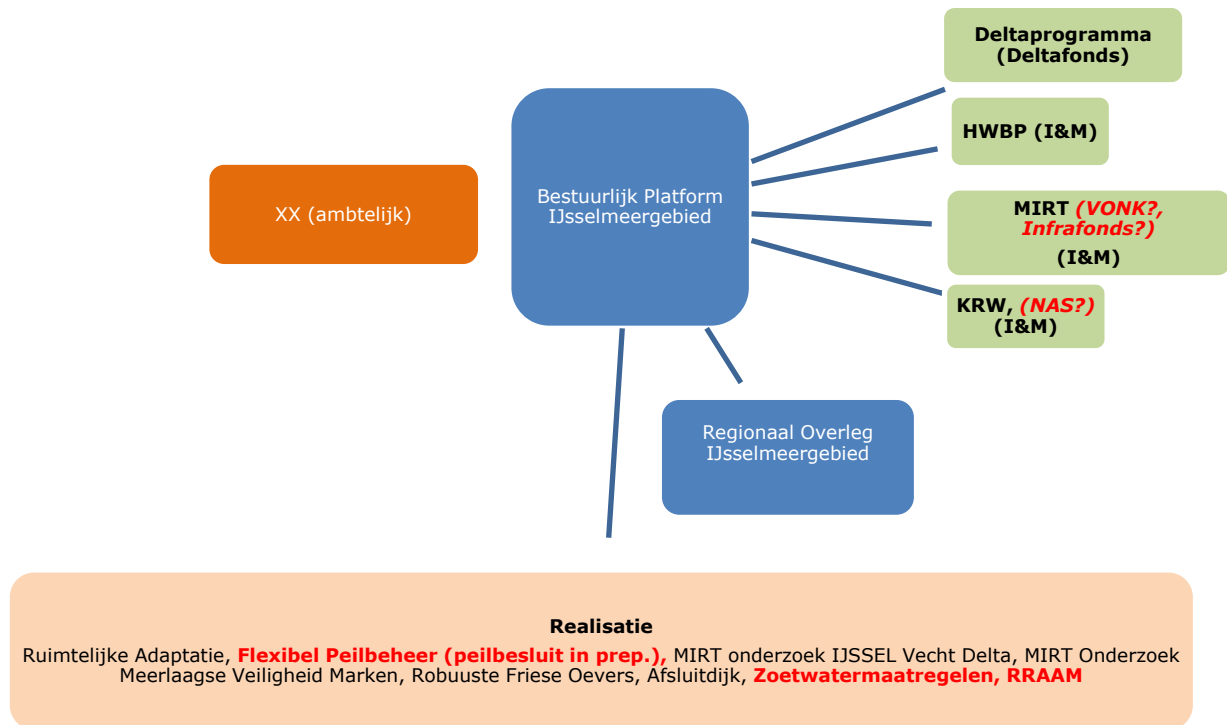 Deltaprogramma
(Deltafonds)
HWBP (I&M)
XX (ambtelijk)
Bestuurlijk Platform
IJsselmeergebied
MIRT (VONK?,
Infrafonds?)
(I&M)
KRW, (NAS?)
(I&M)
Regionaal Overleg
IJsselmeergebied
Realisatie
Ruimtelijke Adaptatie, Flexibel Peilbeheer (peilbesluit in prep.), MIRT onderzoek IJSSEL Vecht Delta, MIRT Onderzoek
Meerlaagse Veiligheid Marken, Robuuste Friese Oevers, Afsluitdijk, Zoetwatermaatregelen, RRAAM